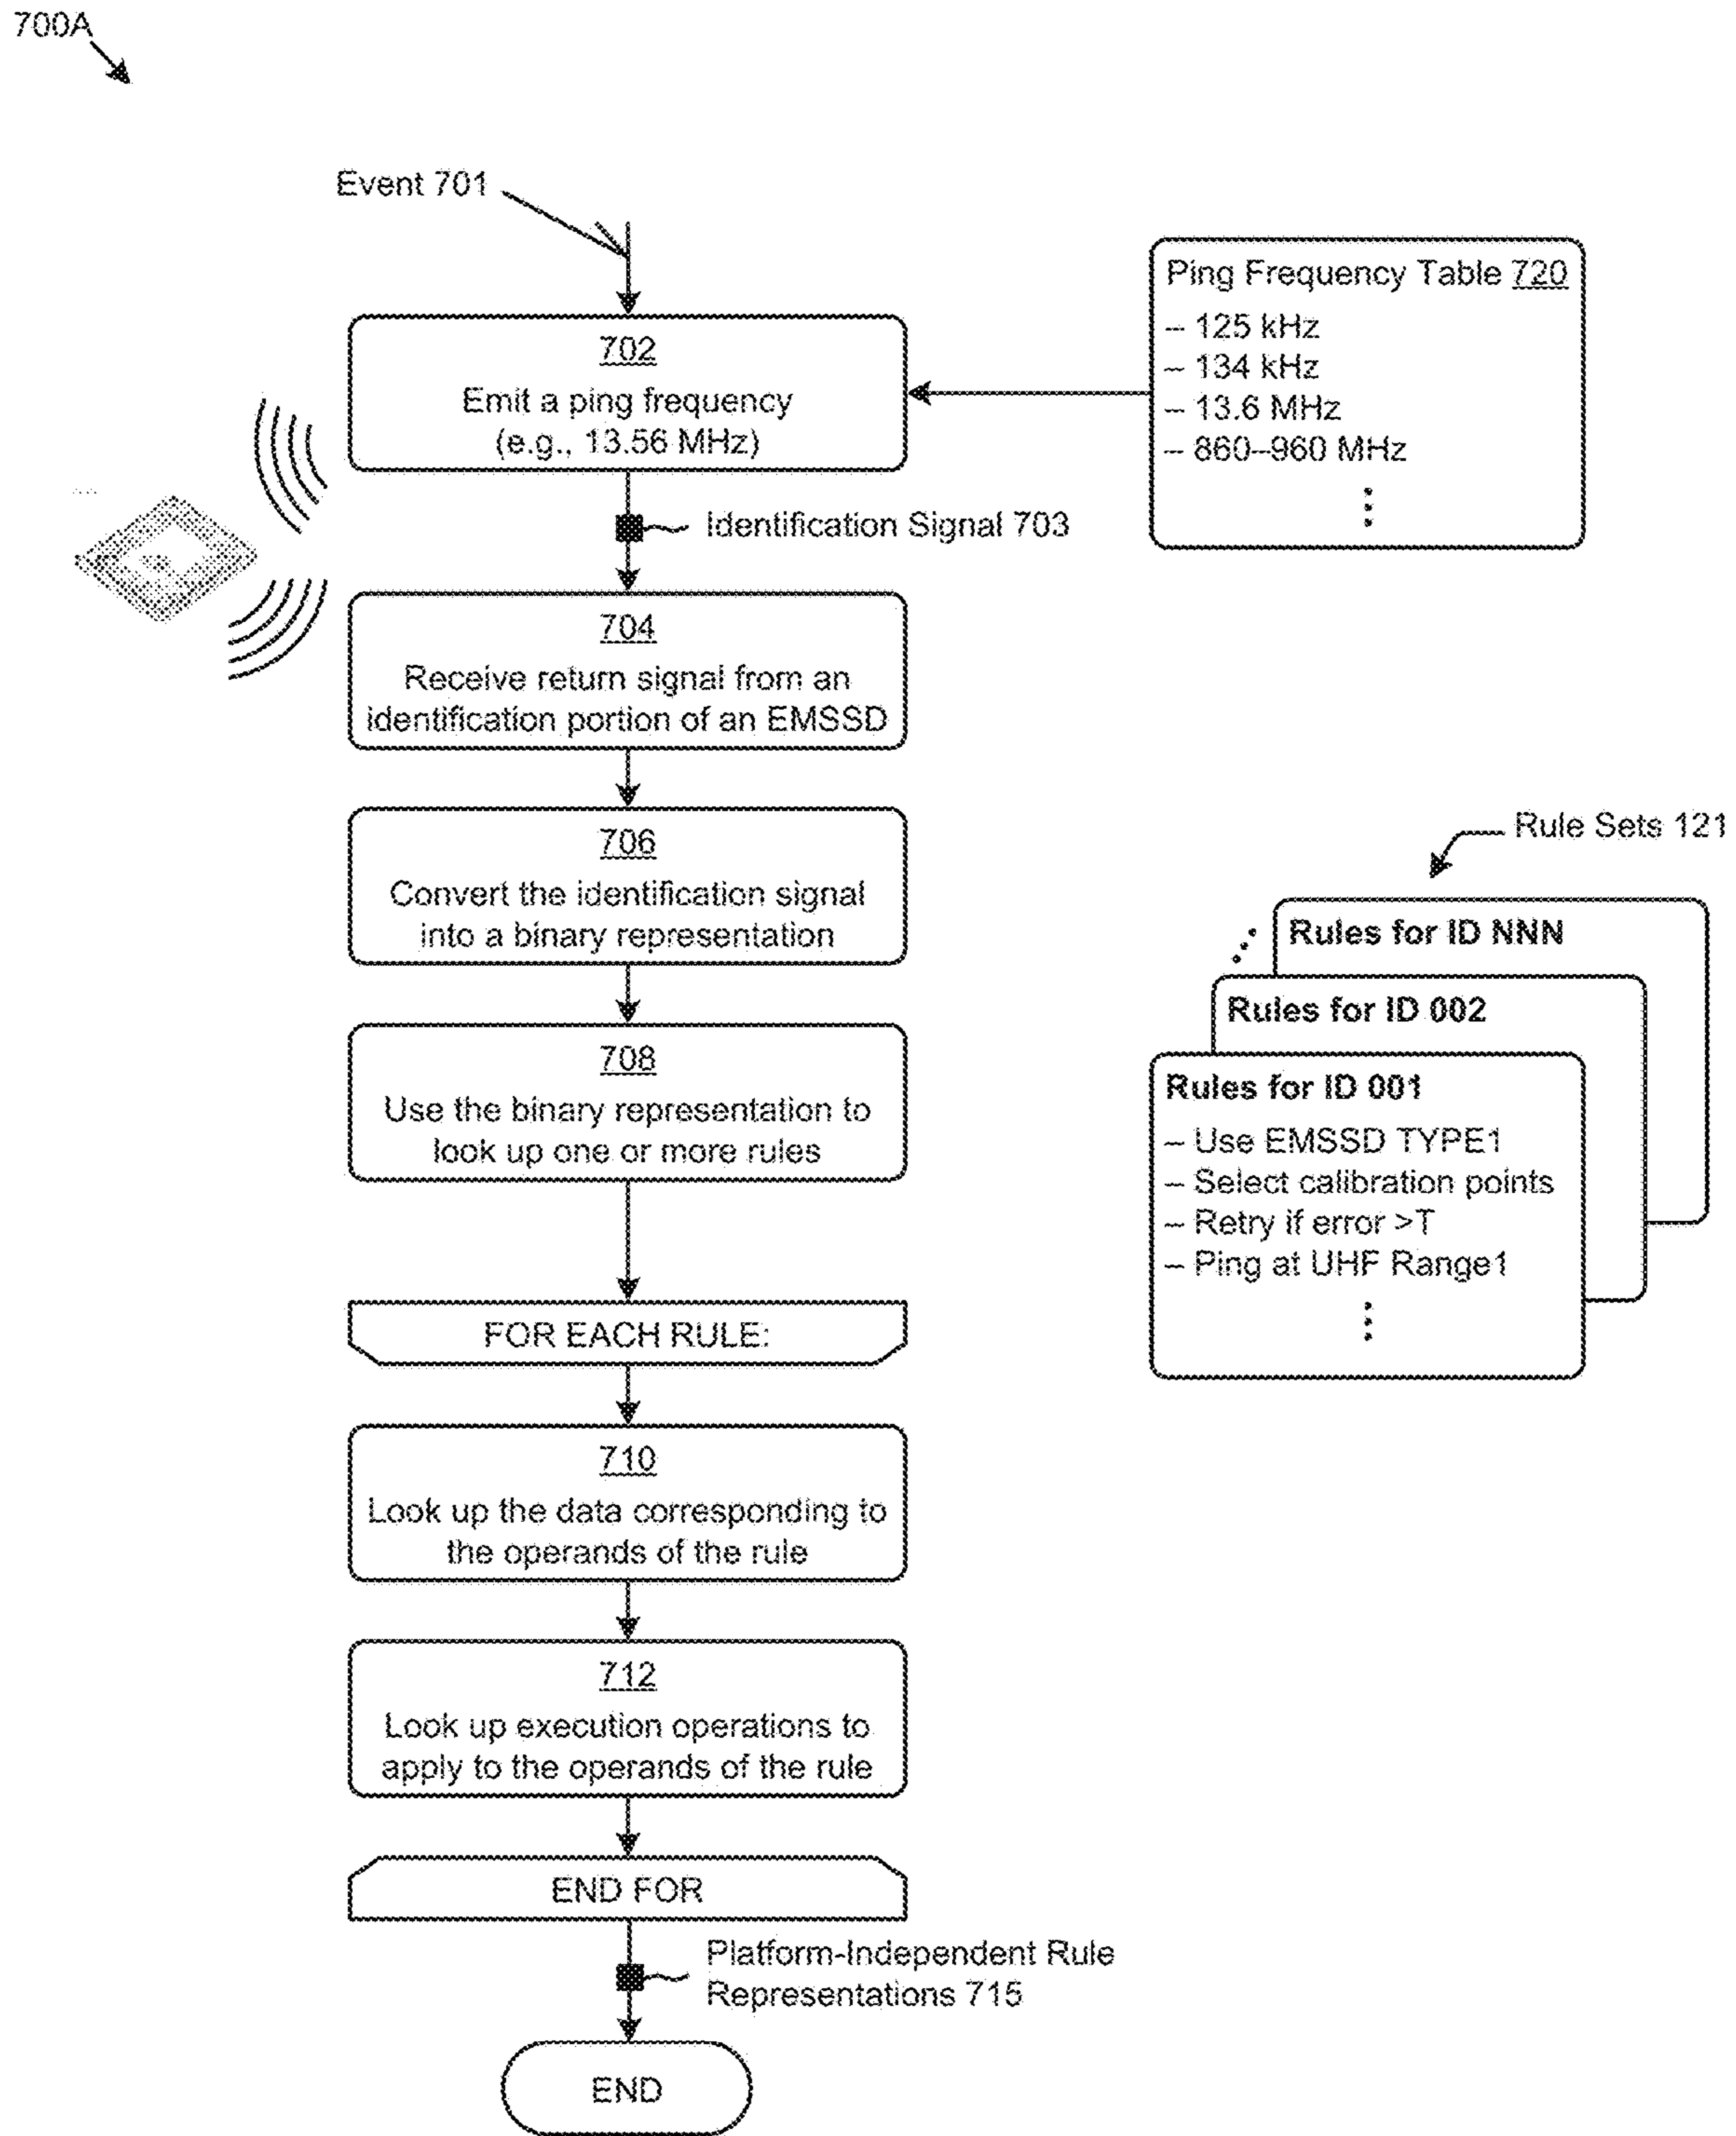 700A
Event 701
Ping Frequency Table 720
– 125 kHz
– 134 kHz
– 13.6 MHz
– 860–960 MHz
702
Emit a ping frequency
(e.g., 13.56 MHz)
Identification Signal 703
704
Receive return signal from an
identification portion of an EMSSD
706
Convert the identification signal
into a binary representation
Rule Sets 121
Rules for ID NNN
Rules for ID 002
Rules for ID 001
– Use EMSSD TYPE1
– Select calibration points
– Retry if error >T
– Ping at UHF Range1
708
Use the binary representation to
look up one or more rules
FOR EACH RULE:
710
Look up the data corresponding to
the operands of the rule
712
Look up execution operations to
apply to the operands of the rule
END FOR
Platform-Independent Rule
Representations 715
END